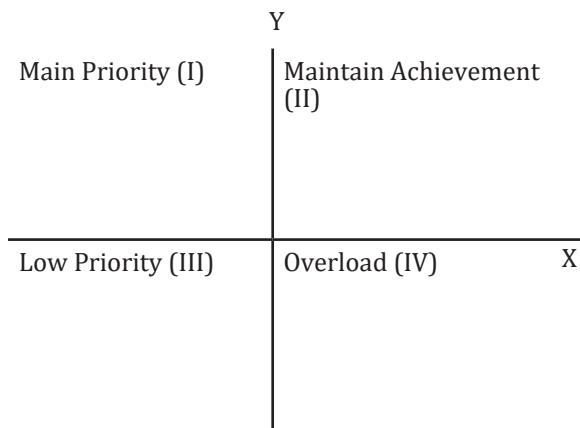 Y
Main Priority (I)
Maintain Achievement
(II)
Low Priority (III)
Overload (IV)
X